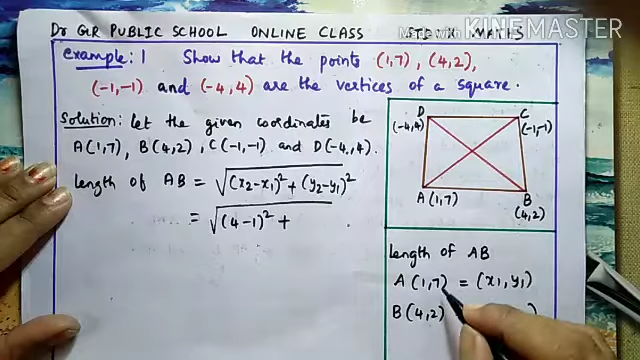 Dr GR PUBLIC SCHOOL ONLINE CLASS STD:X MATHS
Made With KINEMASTER
example: 1 Show that the points (1,7), (4,2),
(-1,-1) and (-4,4) are the vertices of a square.
Solution: Let the given coordinates be
A(1,7), B(4,2), C(-1,-1) and D(-4,4).
Length of AB = √(x2-x1)²+(y2-y1)²
= √(4-1)² +
D
(-4,4)
C
(-1,-1)
A(1,7)
B
(4,2)
Length of AB
A(1,7) = (x1,y1)
B(4,2) )